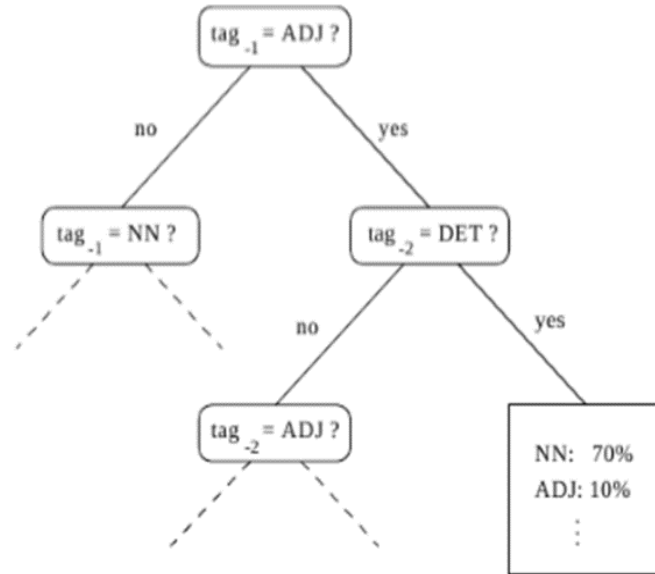 tag -1 = ADJ ?
no
yes
tag -1 = NN ?
tag -2 = DET ?
no
yes
tag -2 = ADJ ?
NN: 70%
ADJ: 10%
⋮